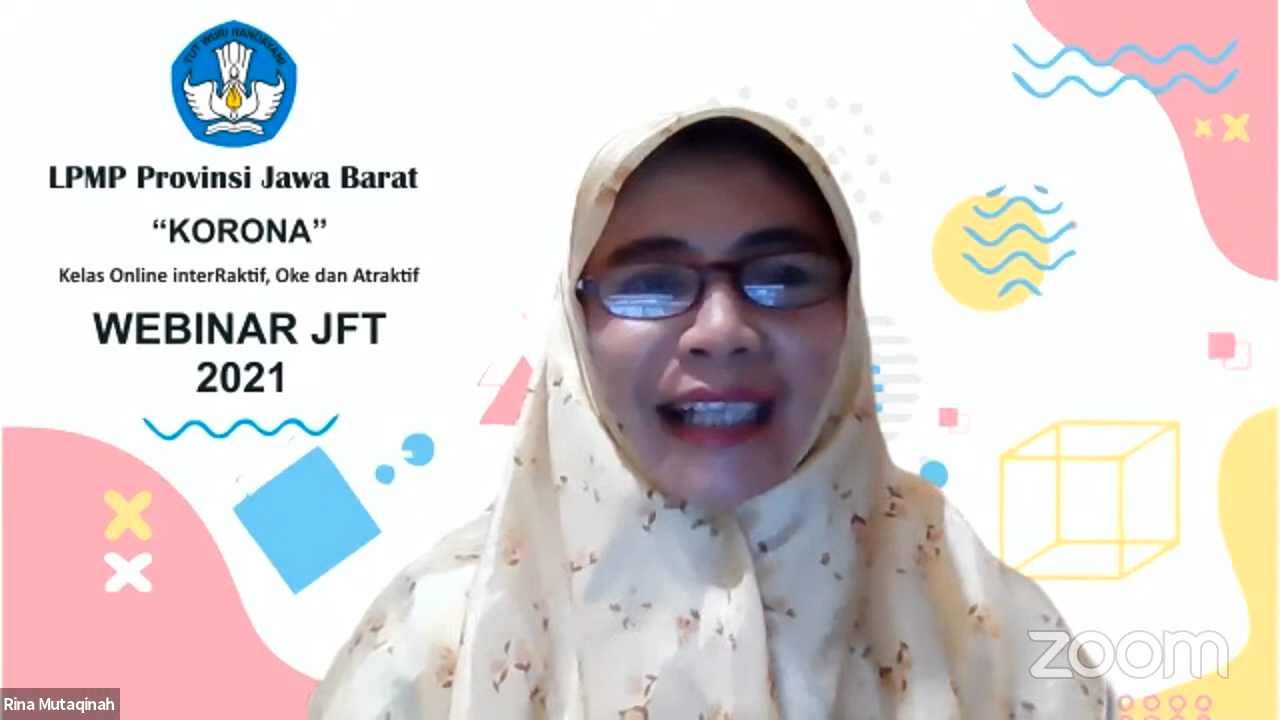 TUT WURI HANDAYANI
LPMP Provinsi Jawa Barat
“KORONA”
Kelas Online interRaktif, Oke dan Atraktif
WEBINAR JFT
2021
zoom
Rina Mutaqinah